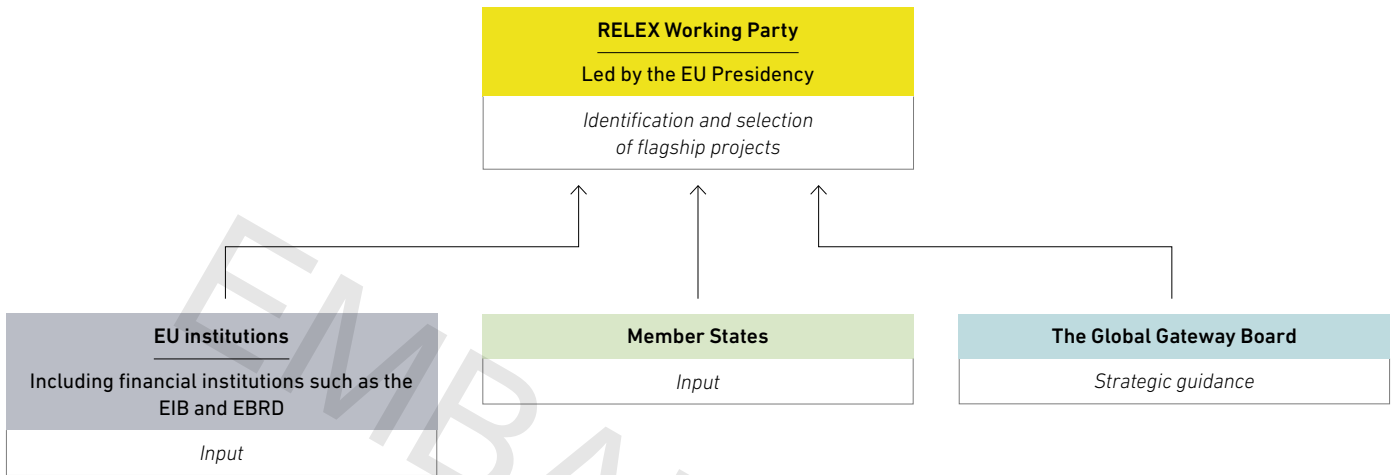 RELEX Working Party
Led by the EU Presidency
Identification and selection
of flagship projects
EU institutions
Including financial institutions such as the
EIB and EBRD
Input
Member States
Input
The Global Gateway Board
Strategic guidance